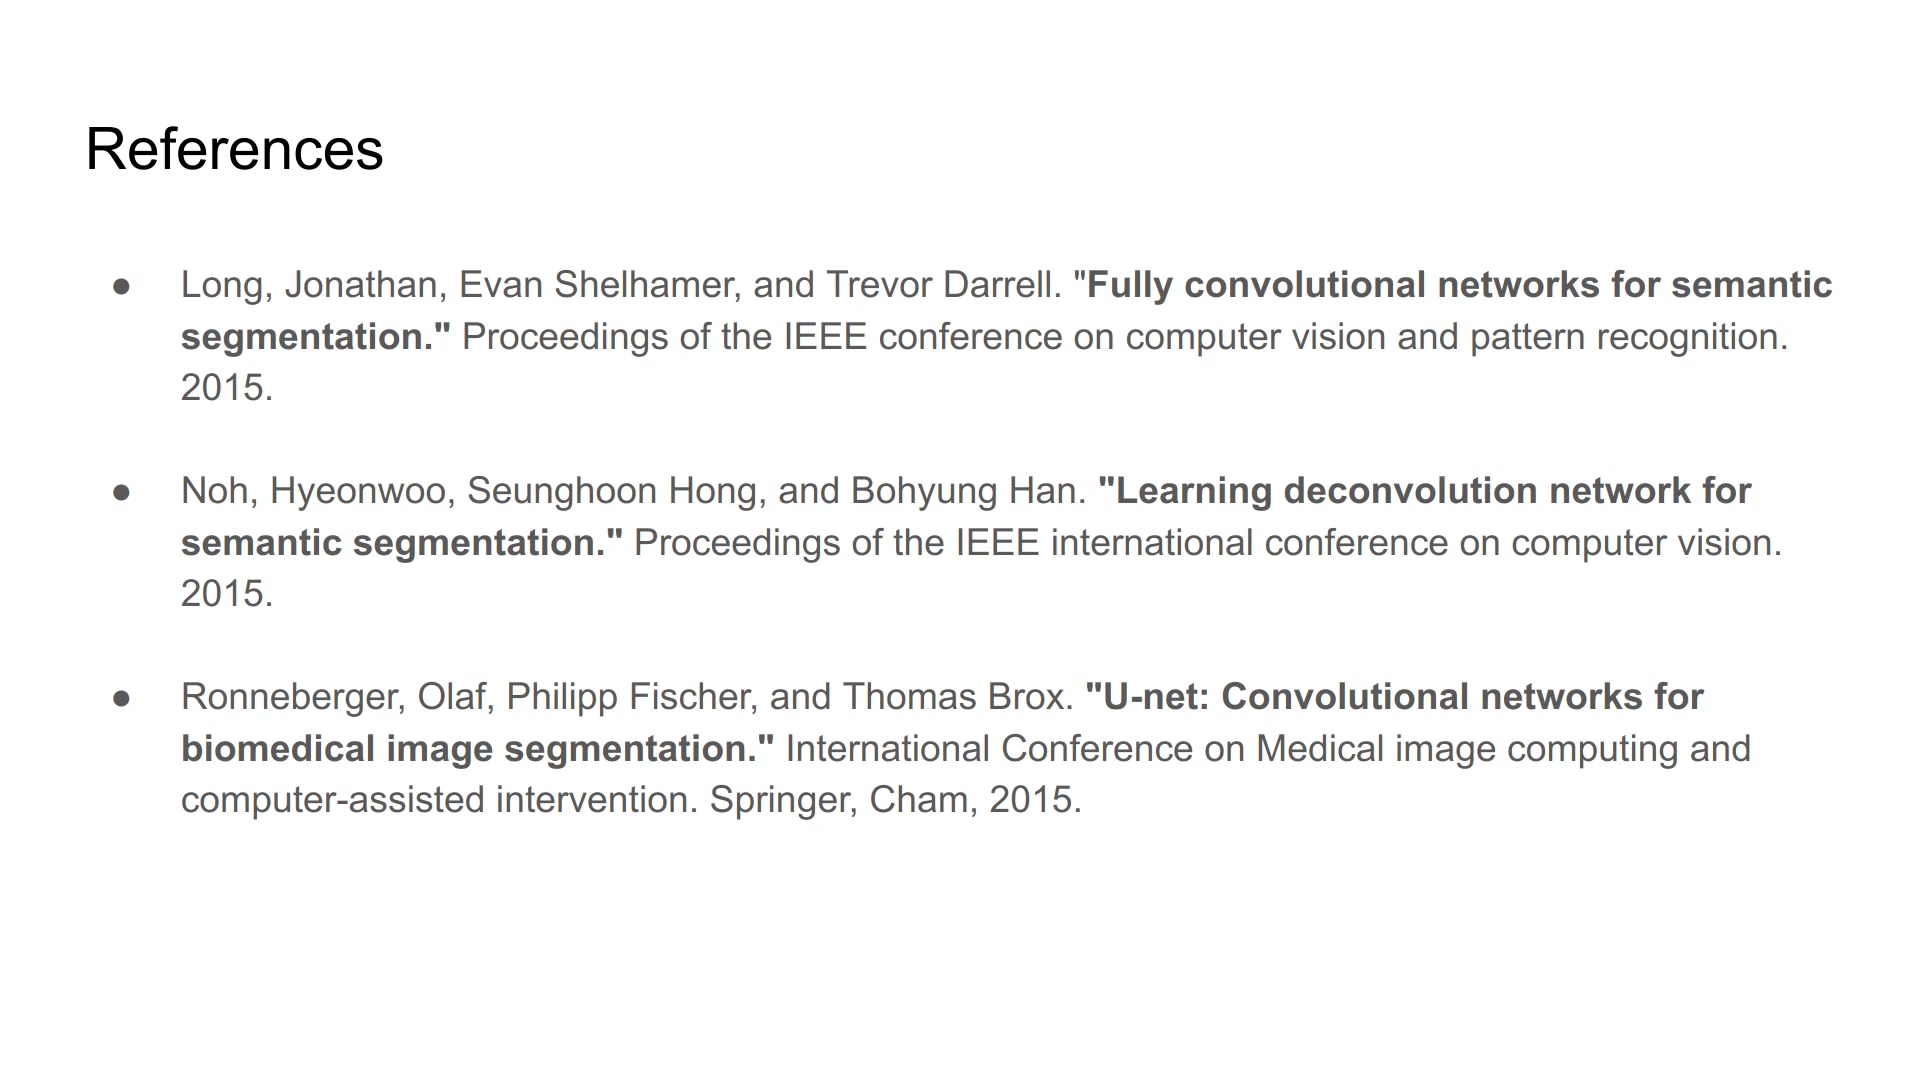 References
● Long, Jonathan, Evan Shelhamer, and Trevor Darrell. "Fully convolutional networks for semantic
segmentation." Proceedings of the IEEE conference on computer vision and pattern recognition.
2015.
● Noh, Hyeonwoo, Seunghoon Hong, and Bohyung Han. "Learning deconvolution network for
semantic segmentation." Proceedings of the IEEE international conference on computer vision.
2015.
● Ronneberger, Olaf, Philipp Fischer, and Thomas Brox. "U-net: Convolutional networks for
biomedical image segmentation." International Conference on Medical image computing and
computer-assisted intervention. Springer, Cham, 2015.